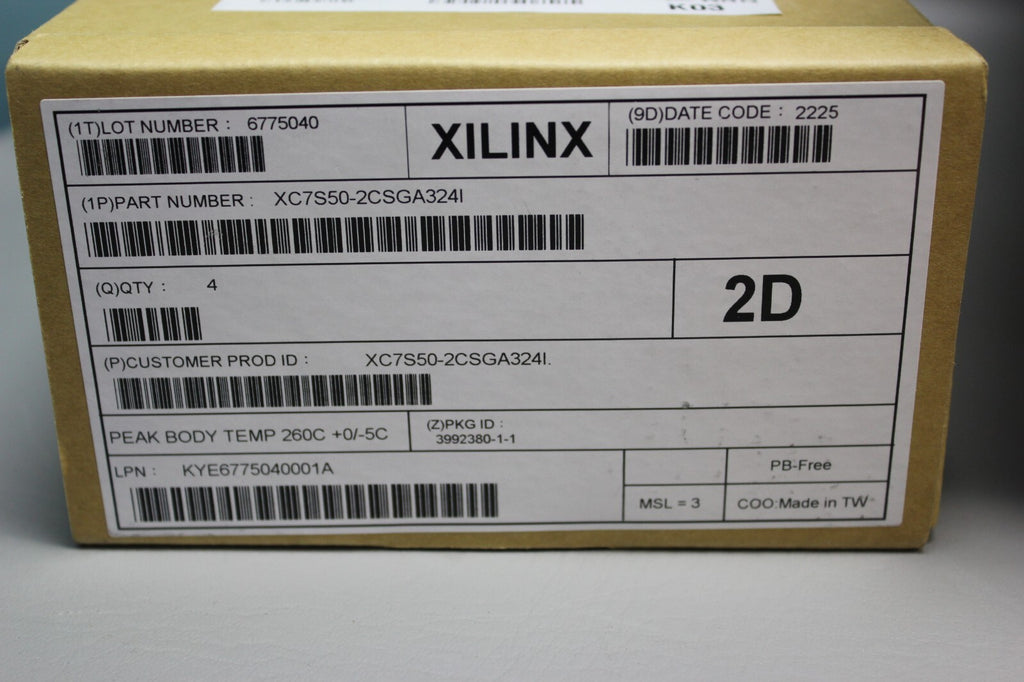 K03
(1T)LOT NUMBER : 6775040
XILINX
(9D)DATE CODE : 2225
(1P)PART NUMBER : XC7S50-2CSGA324I
(Q)QTY : 4
2D
(P)CUSTOMER PROD ID : XC7S50-2CSGA324I.
PEAK BODY TEMP 260C +0/-5C
(Z)PKG ID :
3992380-1-1
LPN : KYE6775040001A
PB-Free
MSL = 3
COO:Made in TW